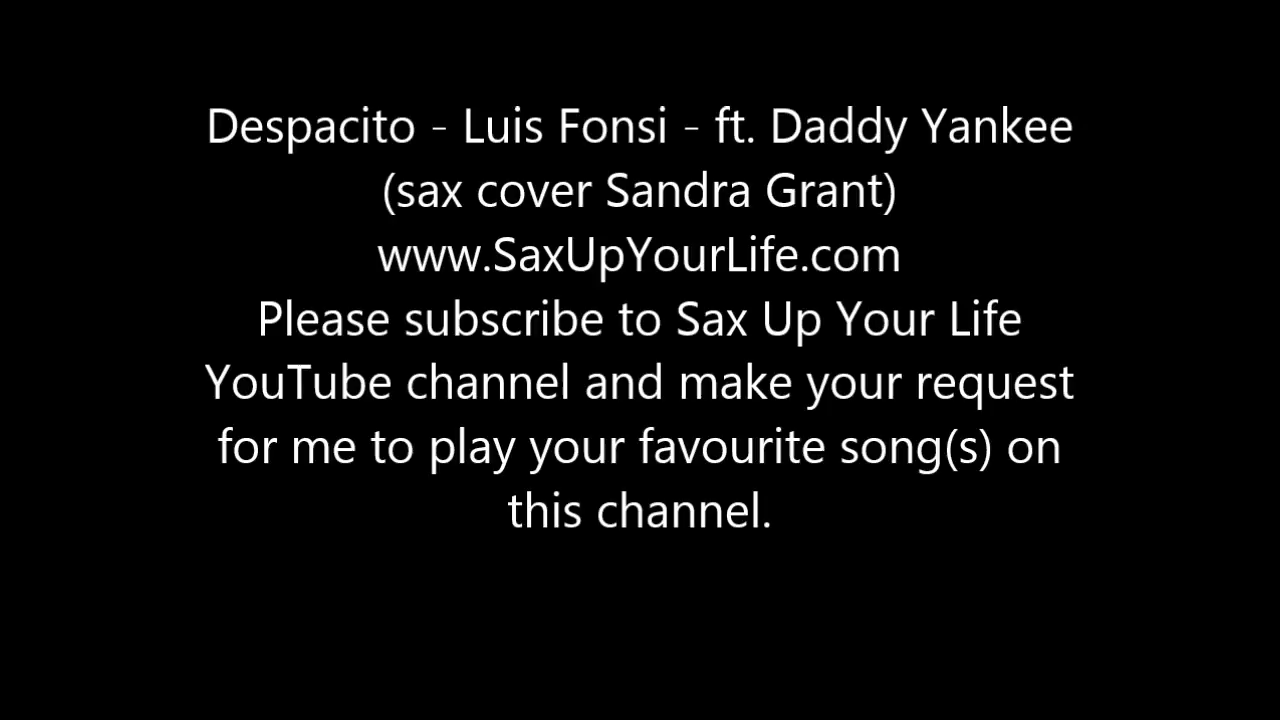 Despacito - Luis Fonsi - ft. Daddy Yankee
(sax cover Sandra Grant)
www.SaxUpYourLife.com
Please subscribe to Sax Up Your Life
YouTube channel and make your request
for me to play your favourite song(s) on
this channel.